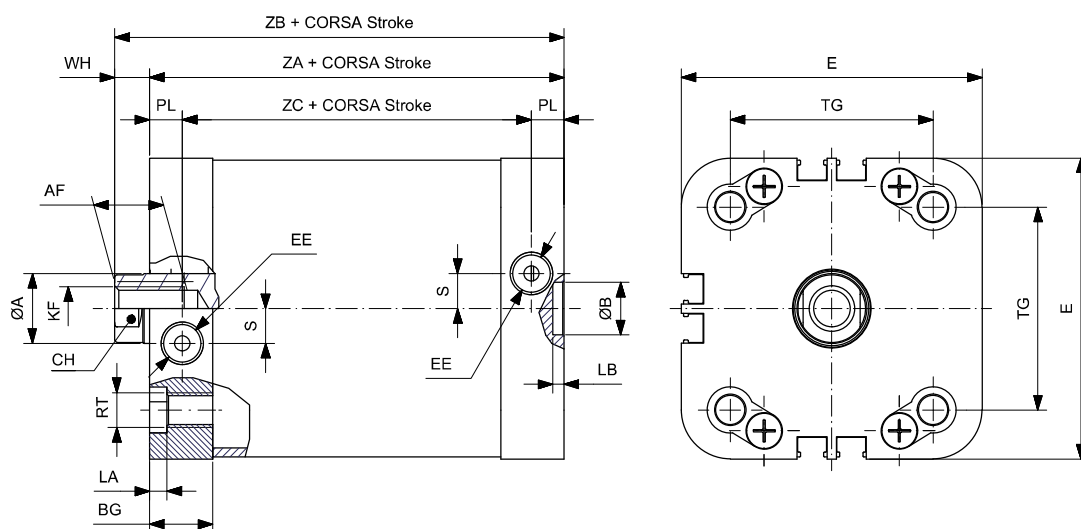 ZB + CORSA Stroke
WH
ZA + CORSA Stroke
E
PL
ZC + CORSA Stroke
PL
TG
AF
EE
ØA
KF
S
S
ØB
TG
E
CH
EE
LB
RT
LA
BG